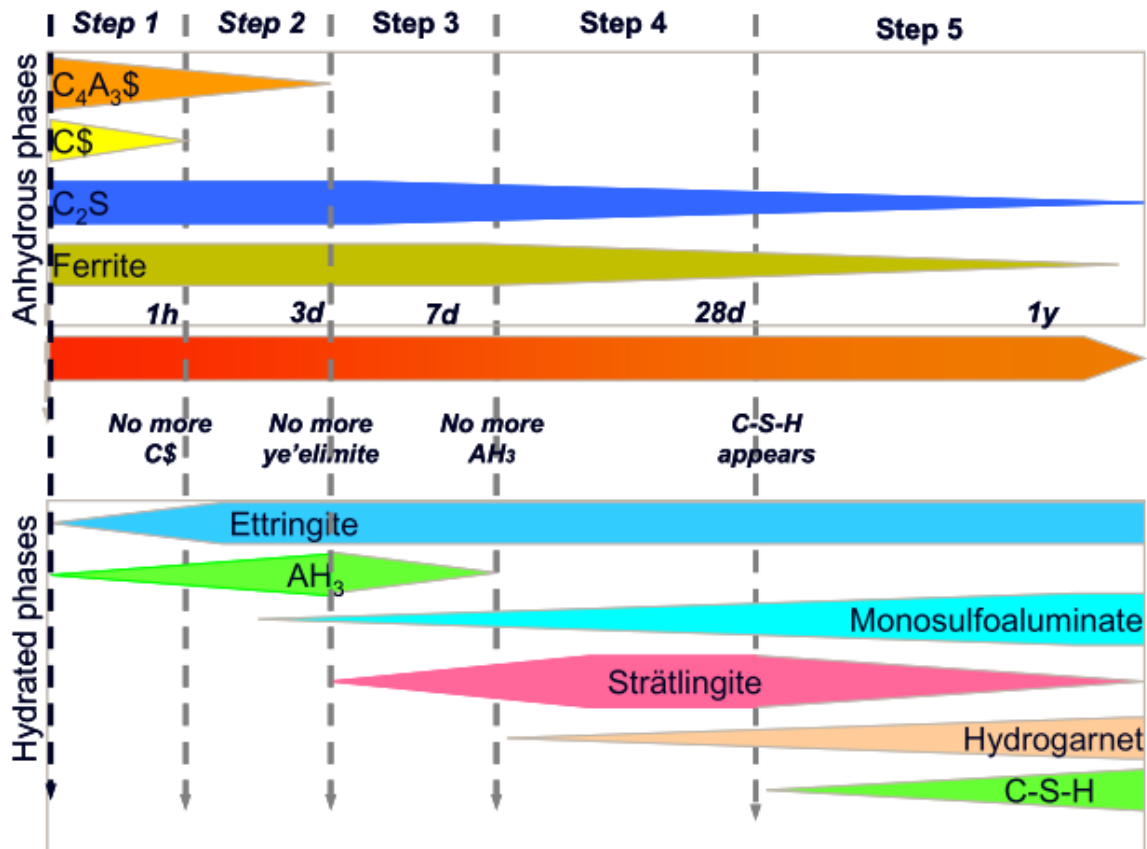 Step 1 Step 2 Step 3 Step 4 Step 5
Anhydrous phases
C₄A₃$
C$
C₂S
Ferrite
1h 3d 7d 28d 1y
No more C$
No more ye'elimite
No more AH₃
C-S-H appears
Hydrated phases
Ettringite
AH₃
Monosulfoaluminate
Strätlingite
Hydrogarnet
C-S-H